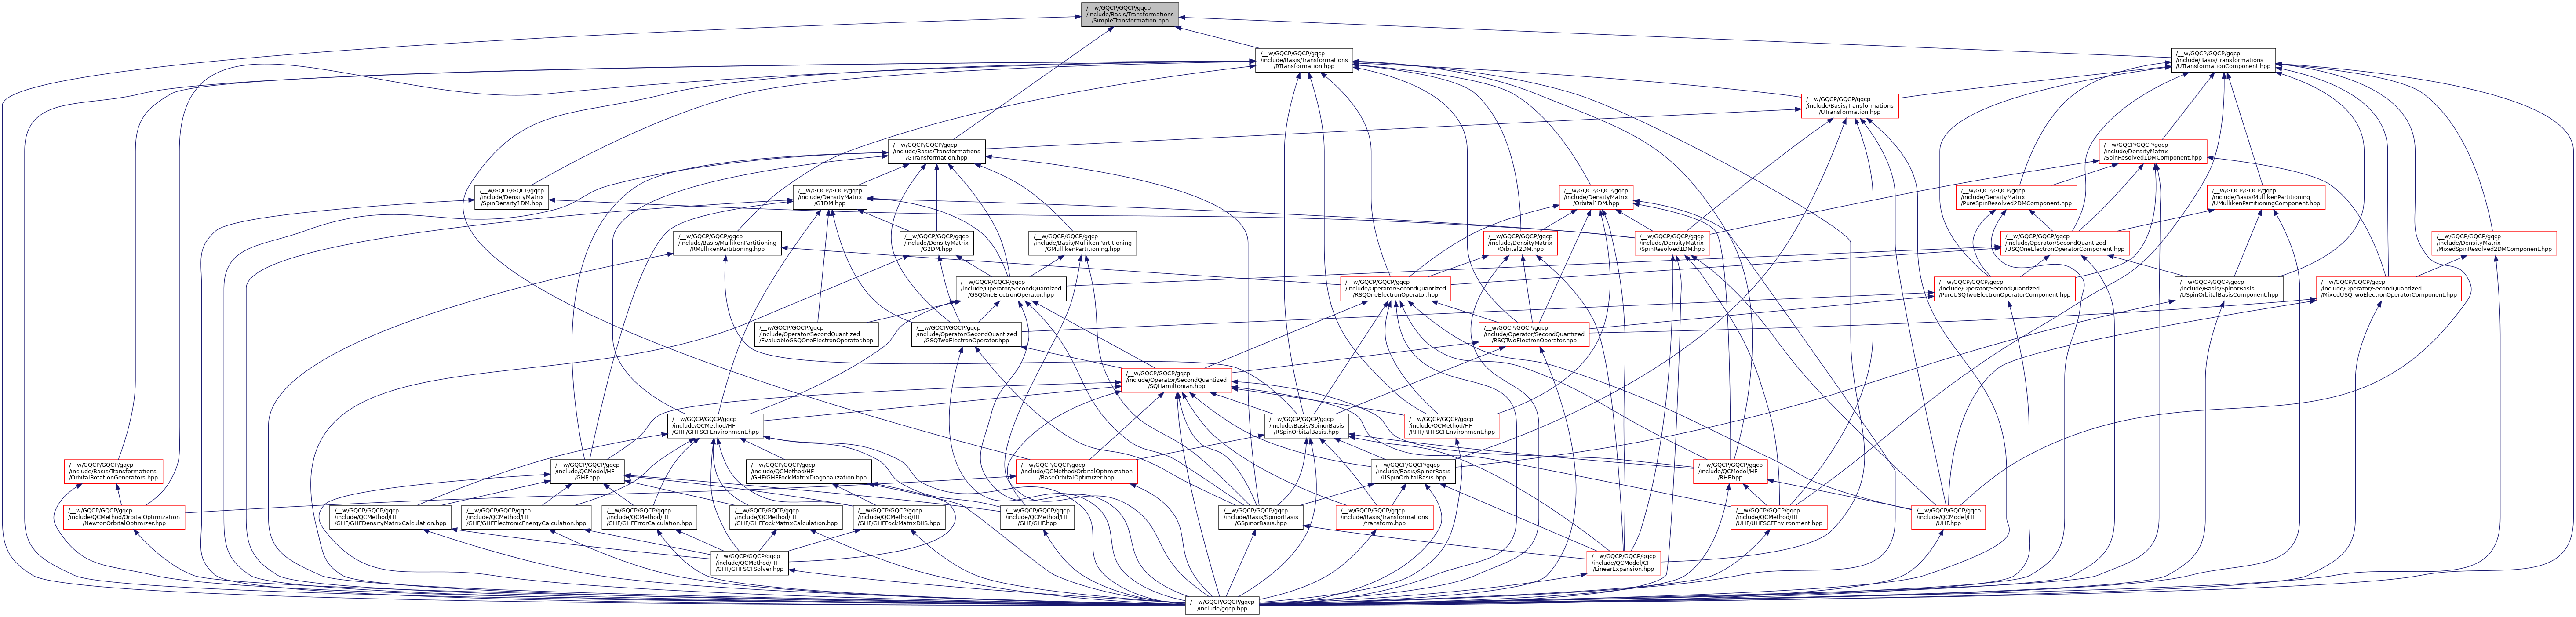 /__w/GQCP/GQCP/gqcp
/include/Basis/Transformations
/SimpleTransformation.hpp
/__w/GQCP/GQCP/gqcp
/include/Basis/Transformations
/RTransformation.hpp
/__w/GQCP/GQCP/gqcp
/include/Basis/Transformations
/UTransformationComponent.hpp
/__w/GQCP/GQCP/gqcp
/include/Basis/Transformations
/UTransformation.hpp
/__w/GQCP/GQCP/gqcp
/include/Basis/Transformations
/GTransformation.hpp
/__w/GQCP/GQCP/gqcp
/include/DensityMatrix
/SpinResolved1DMComponent.hpp
/__w/GQCP/GQCP/gqcp
/include/DensityMatrix
/SpinDensity1DM.hpp
/__w/GQCP/GQCP/gqcp
/include/DensityMatrix
/G1DM.hpp
/__w/GQCP/GQCP/gqcp
/include/DensityMatrix
/Orbital1DM.hpp
/__w/GQCP/GQCP/gqcp
/include/DensityMatrix
/PureSpinResolved2DMComponent.hpp
/__w/GQCP/GQCP/gqcp
/include/Basis/MullikenPartitioning
/UMullikenPartitioningComponent.hpp
/__w/GQCP/GQCP/gqcp
/include/Basis/MullikenPartitioning
/RMullikenPartitioning.hpp
/__w/GQCP/GQCP/gqcp
/include/DensityMatrix
/G2DM.hpp
/__w/GQCP/GQCP/gqcp
/include/Basis/MullikenPartitioning
/GMullikenPartitioning.hpp
/__w/GQCP/GQCP/gqcp
/include/DensityMatrix
/SpinResolved1DM.hpp
/__w/GQCP/GQCP/gqcp
/include/DensityMatrix
/Orbital2DM.hpp
/__w/GQCP/GQCP/gqcp
/include/Operator/SecondQuantized
/USQOneElectronOperatorComponent.hpp
/__w/GQCP/GQCP/gqcp
/include/DensityMatrix
/MixedSpinResolved2DMComponent.hpp
/__w/GQCP/GQCP/gqcp
/include/Operator/SecondQuantized
/GSQOneElectronOperator.hpp
/__w/GQCP/GQCP/gqcp
/include/Operator/SecondQuantized
/RSQOneElectronOperator.hpp
/__w/GQCP/GQCP/gqcp
/include/Operator/SecondQuantized
/PureUSQTwoElectronOperatorComponent.hpp
/__w/GQCP/GQCP/gqcp
/include/Basis/SpinorBasis
/USpinOrbitalBasisComponent.hpp
/__w/GQCP/GQCP/gqcp
/include/Operator/SecondQuantized
/MixedUSQTwoElectronOperatorComponent.hpp
/__w/GQCP/GQCP/gqcp
/include/Operator/SecondQuantized
/EvaluableGSQOneElectronOperator.hpp
/__w/GQCP/GQCP/gqcp
/include/Operator/SecondQuantized
/GSQTwoElectronOperator.hpp
/__w/GQCP/GQCP/gqcp
/include/Operator/SecondQuantized
/RSQTwoElectronOperator.hpp
/__w/GQCP/GQCP/gqcp
/include/Operator/SecondQuantized
/SQHamiltonian.hpp
/__w/GQCP/GQCP/gqcp
/include/QCMethod/HF
/GHF/GHFSCFEnvironment.hpp
/__w/GQCP/GQCP/gqcp
/include/Basis/SpinorBasis
/RSpinOrbitalBasis.hpp
/__w/GQCP/GQCP/gqcp
/include/QCMethod/HF
/RHF/RHFSCFEnvironment.hpp
/__w/GQCP/GQCP/gqcp
/include/Basis/Transformations
/OrbitalRotationGenerators.hpp
/__w/GQCP/GQCP/gqcp
/include/QCModel/HF
/GHF.hpp
/__w/GQCP/GQCP/gqcp
/include/QCMethod/HF
/GHF/GHFFockMatrixDiagonalization.hpp
/__w/GQCP/GQCP/gqcp
/include/QCMethod/OrbitalOptimization
/BaseOrbitalOptimizer.hpp
/__w/GQCP/GQCP/gqcp
/include/Basis/SpinorBasis
/USpinOrbitalBasis.hpp
/__w/GQCP/GQCP/gqcp
/include/QCModel/HF
/RHF.hpp
/__w/GQCP/GQCP/gqcp
/include/QCMethod/OrbitalOptimization
/NewtonOrbitalOptimizer.hpp
/__w/GQCP/GQCP/gqcp
/include/QCMethod/HF
/GHF/GHFDensityMatrixCalculation.hpp
/__w/GQCP/GQCP/gqcp
/include/QCMethod/HF
/GHF/GHFElectronicEnergyCalculation.hpp
/__w/GQCP/GQCP/gqcp
/include/QCMethod/HF
/GHF/GHFErrorCalculation.hpp
/__w/GQCP/GQCP/gqcp
/include/QCMethod/HF
/GHF/GHFFockMatrixCalculation.hpp
/__w/GQCP/GQCP/gqcp
/include/QCMethod/HF
/GHF/GHFFockMatrixDIIS.hpp
/__w/GQCP/GQCP/gqcp
/include/QCMethod/HF
/GHF/GHF.hpp
/__w/GQCP/GQCP/gqcp
/include/Basis/SpinorBasis
/GSpinorBasis.hpp
/__w/GQCP/GQCP/gqcp
/include/Basis/Transformations
/transform.hpp
/__w/GQCP/GQCP/gqcp
/include/QCMethod/HF
/UHF/UHFSCFEnvironment.hpp
/__w/GQCP/GQCP/gqcp
/include/QCModel/HF
/UHF.hpp
/__w/GQCP/GQCP/gqcp
/include/QCMethod/HF
/GHF/GHFSCFSolver.hpp
/__w/GQCP/GQCP/gqcp
/include/QCModel/CI
/LinearExpansion.hpp
/__w/GQCP/GQCP/gqcp
/include/gqcp.hpp